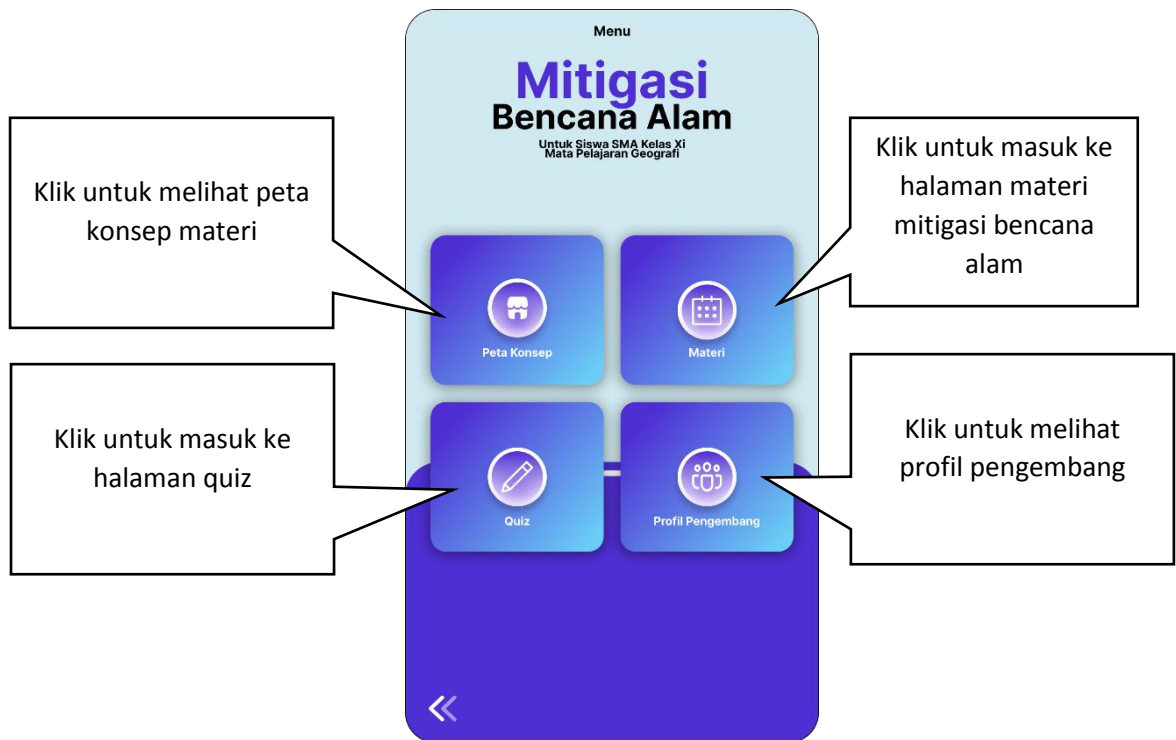 Menu
Mitigasi
Bencana Alam
Untuk Siswa SMA Kelas Xi
Mata Pelajaran Geografi
Klik untuk melihat peta
konsep materi
Klik untuk masuk ke
halaman materi
mitigasi bencana
alam
Peta Konsep
Materi
Klik untuk masuk ke
halaman quiz
Klik untuk melihat
profil pengembang
Quiz
Profil Pengembang